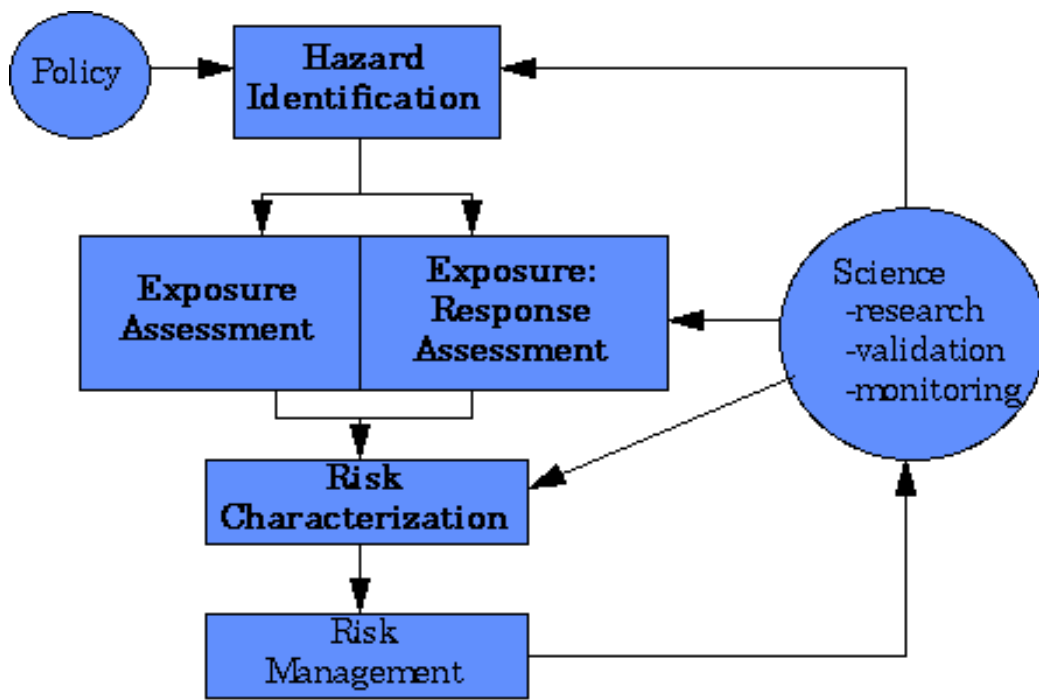 Policy
Hazard
Identification
Exposure
Assessment
Exposure:
Response
Assessment
Science
-research
-validation
-monitoring
Risk
Characterization
Risk
Management